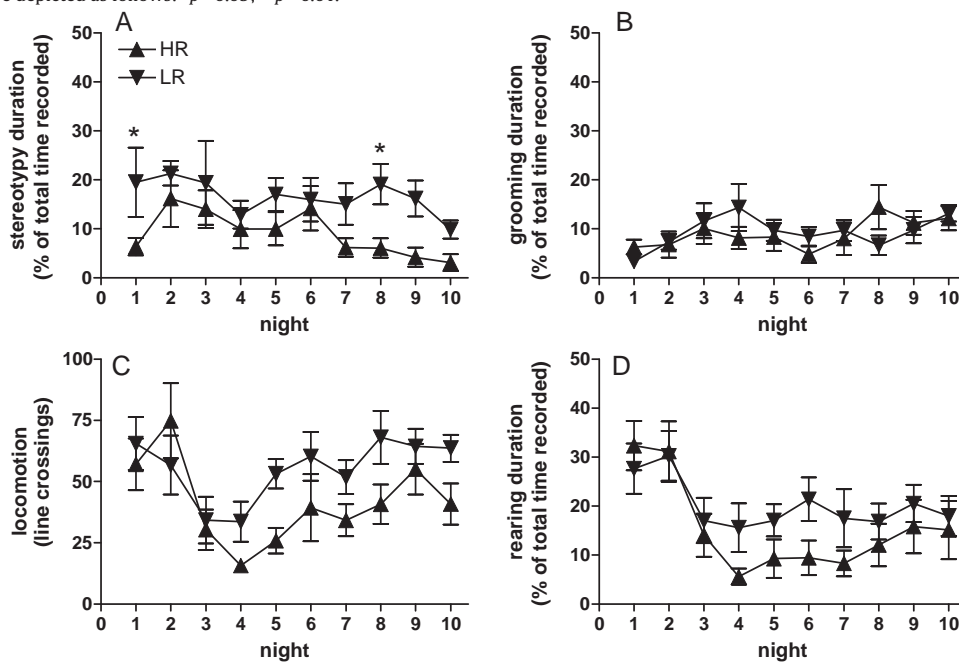 A
HR
LR
*
*
stereotypy duration
(% of total time recorded)
50
40
30
20
10
0
0 1 2 3 4 5 6 7 8 9 10
night
B
grooming duration
(% of total time recorded)
50
40
30
20
10
0
0 1 2 3 4 5 6 7 8 9 10
night
C
locomotion
(line crossings)
100
75
50
25
0
0 1 2 3 4 5 6 7 8 9 10
night
D
rearing duration
(% of total time recorded)
50
40
30
20
10
0
0 1 2 3 4 5 6 7 8 9 10
night